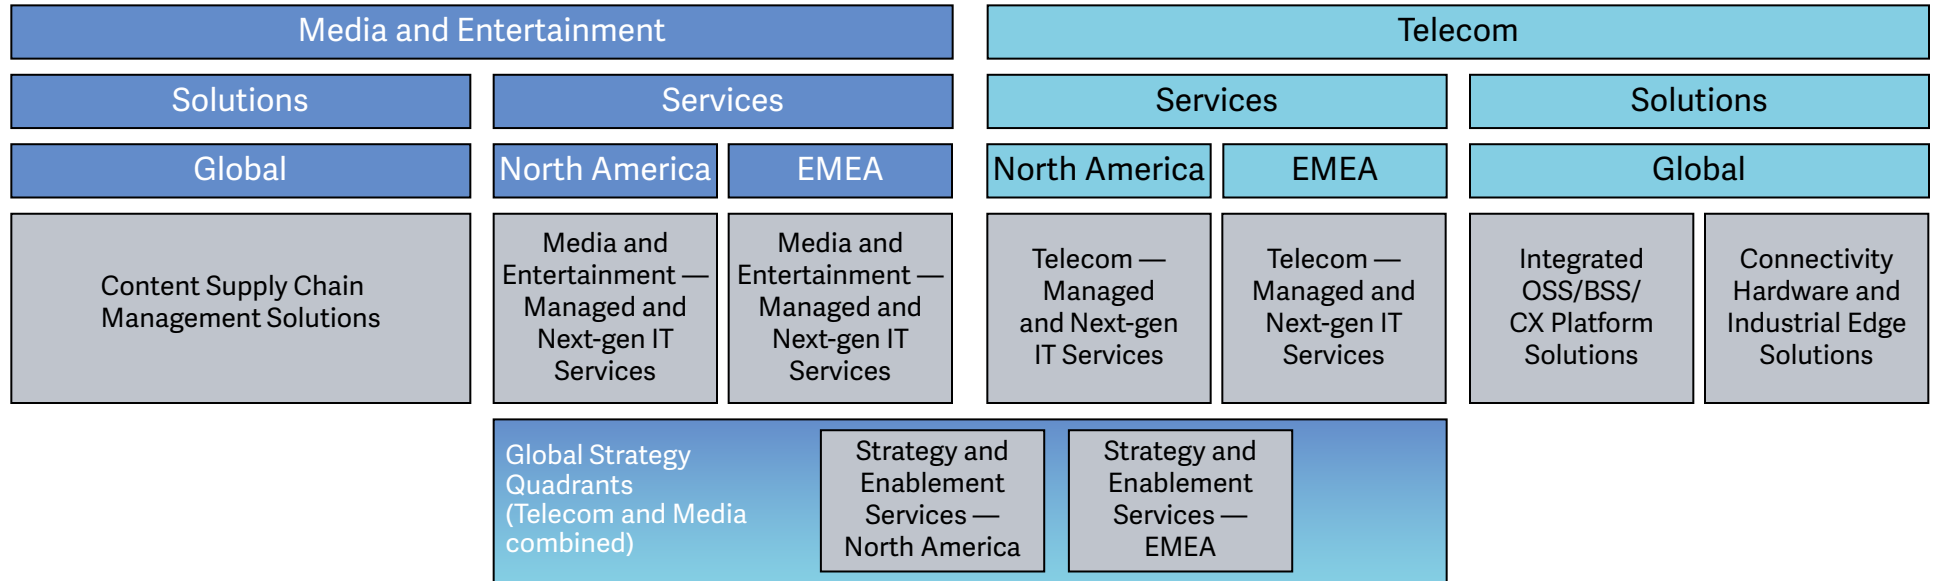 Media and Entertainment
Telecom
Solutions
Services
Services
Solutions
Global
North America
EMEA
North America
EMEA
Global
Content Supply Chain
Management Solutions
Media and
Entertainment —
Managed and
Next-gen IT
Services
Media and
Entertainment —
Managed and
Next-gen IT
Services
Telecom —
Managed
and Next-gen
IT Services
Telecom —
Managed and
Next-gen IT
Services
Integrated
OSS/BSS/
CX Platform
Solutions
Connectivity
Hardware and
Industrial Edge
Solutions
Global Strategy
Quadrants
(Telecom and Media
combined)
Strategy and
Enablement
Services —
North America
Strategy and
Enablement
Services —
EMEA